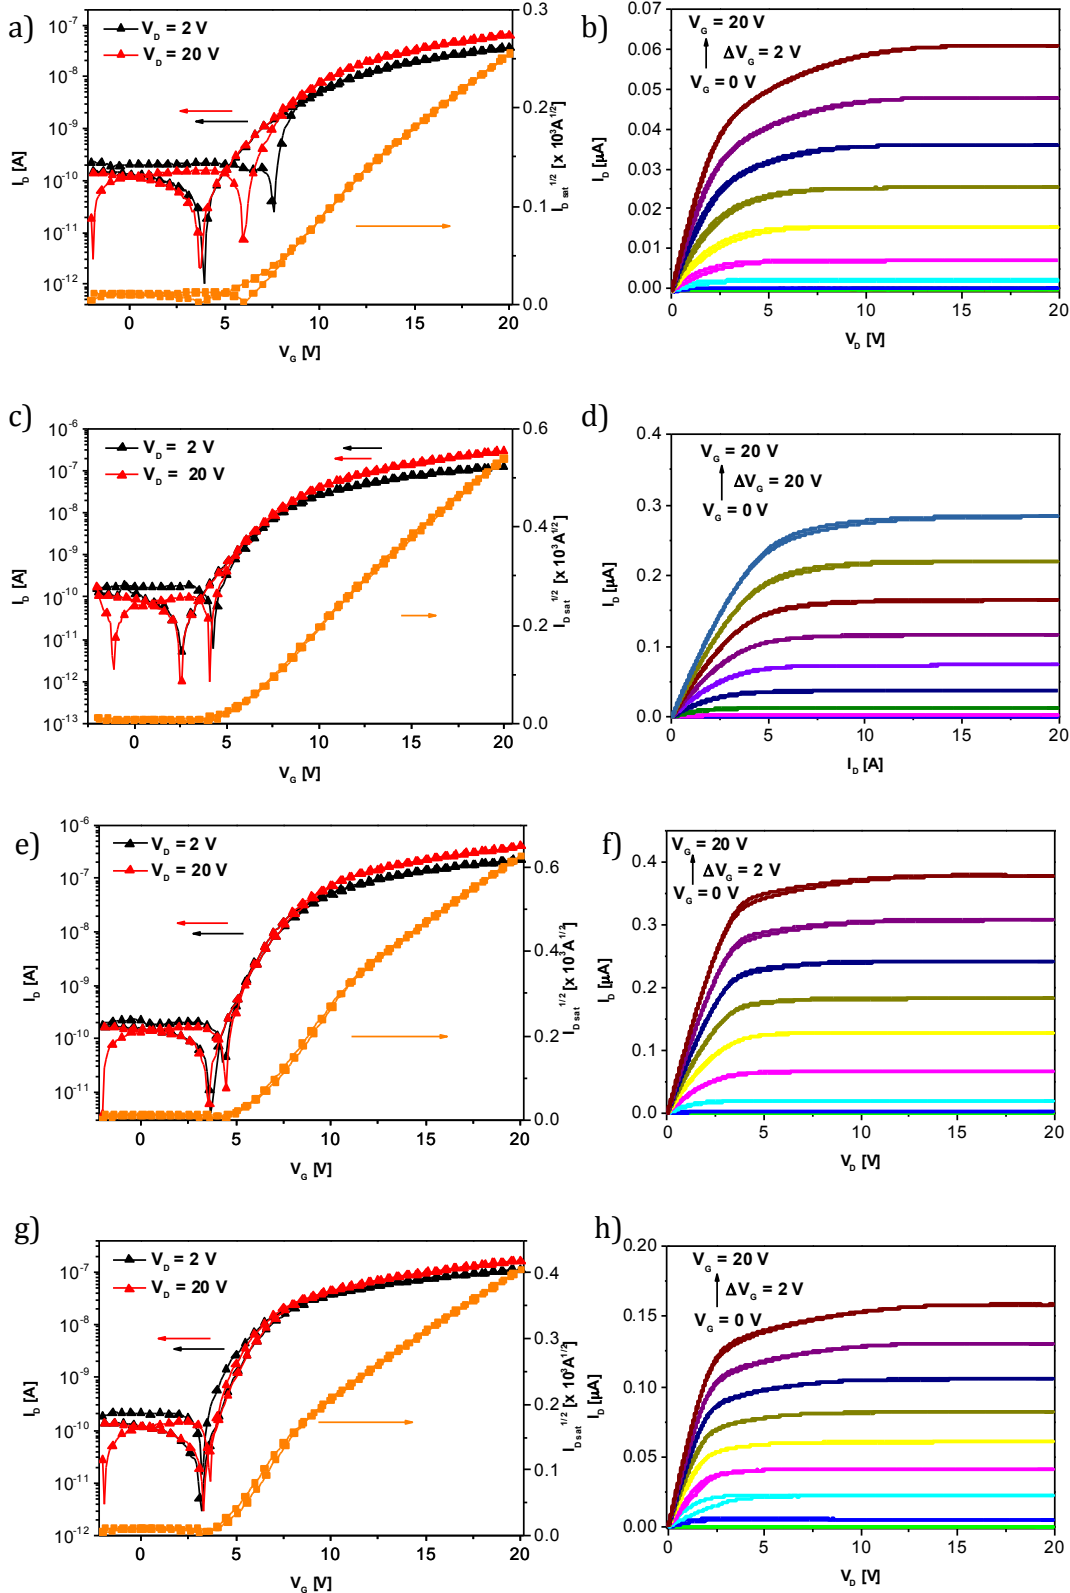 a)
V_D = 2 V
V_D = 20 V
I_D [A]
10^-7
10^-8
10^-9
10^-10
10^-11
10^-12
0.3
0.2
0.1
0.0
I_D sat^1/2 [x 10^3A^1/2]
0 5 10 15 20
V_G [V]
b)
V_G = 20 V
ΔV_G = 2 V
V_G = 0 V
I_D [µA]
0.06
0.05
0.04
0.03
0.02
0.01
0.00
0 5 10 15 20
V_D [V]
c)
V_D = 2 V
V_D = 20 V
I_D [A]
10^-6
10^-7
10^-8
10^-9
10^-10
10^-11
10^-12
10^-13
0.6
0.4
0.2
0.0
I_D sat^1/2 [x 10^3A^1/2]
0 5 10 15 20
V_G [V]
d)
V_G = 20 V
ΔV_G = 20 V
V_G = 0 V
I_D [µA]
0.4
0.3
0.2
0.1
0.0
0 5 10 15 20
I_D [A]
e)
V_D = 2 V
V_D = 20 V
I_D [A]
10^-6
10^-7
10^-8
10^-9
10^-10
10^-11
0.6
0.4
0.2
0.0
I_D sat^1/2 [x 10^3A^1/2]
0 5 10 15 20
V_G [V]
f)
V_G = 20 V
ΔV_G = 2 V
V_G = 0 V
I_D [µA]
0.4
0.3
0.2
0.1
0.0
0 5 10 15 20
V_D [V]
g)
V_D = 2 V
V_D = 20 V
I_D [A]
10^-7
10^-8
10^-9
10^-10
10^-11
10^-12
0.4
0.3
0.2
0.1
0.0
I_D sat^1/2 [x 10^3A^1/2]
0 5 10 15 20
V_G [V]
h)
V_G = 20 V
ΔV_G = 2 V
V_G = 0 V
I_D [µA]
0.20
0.15
0.10
0.05
0.00
0 5 10 15 20
V_D [V]